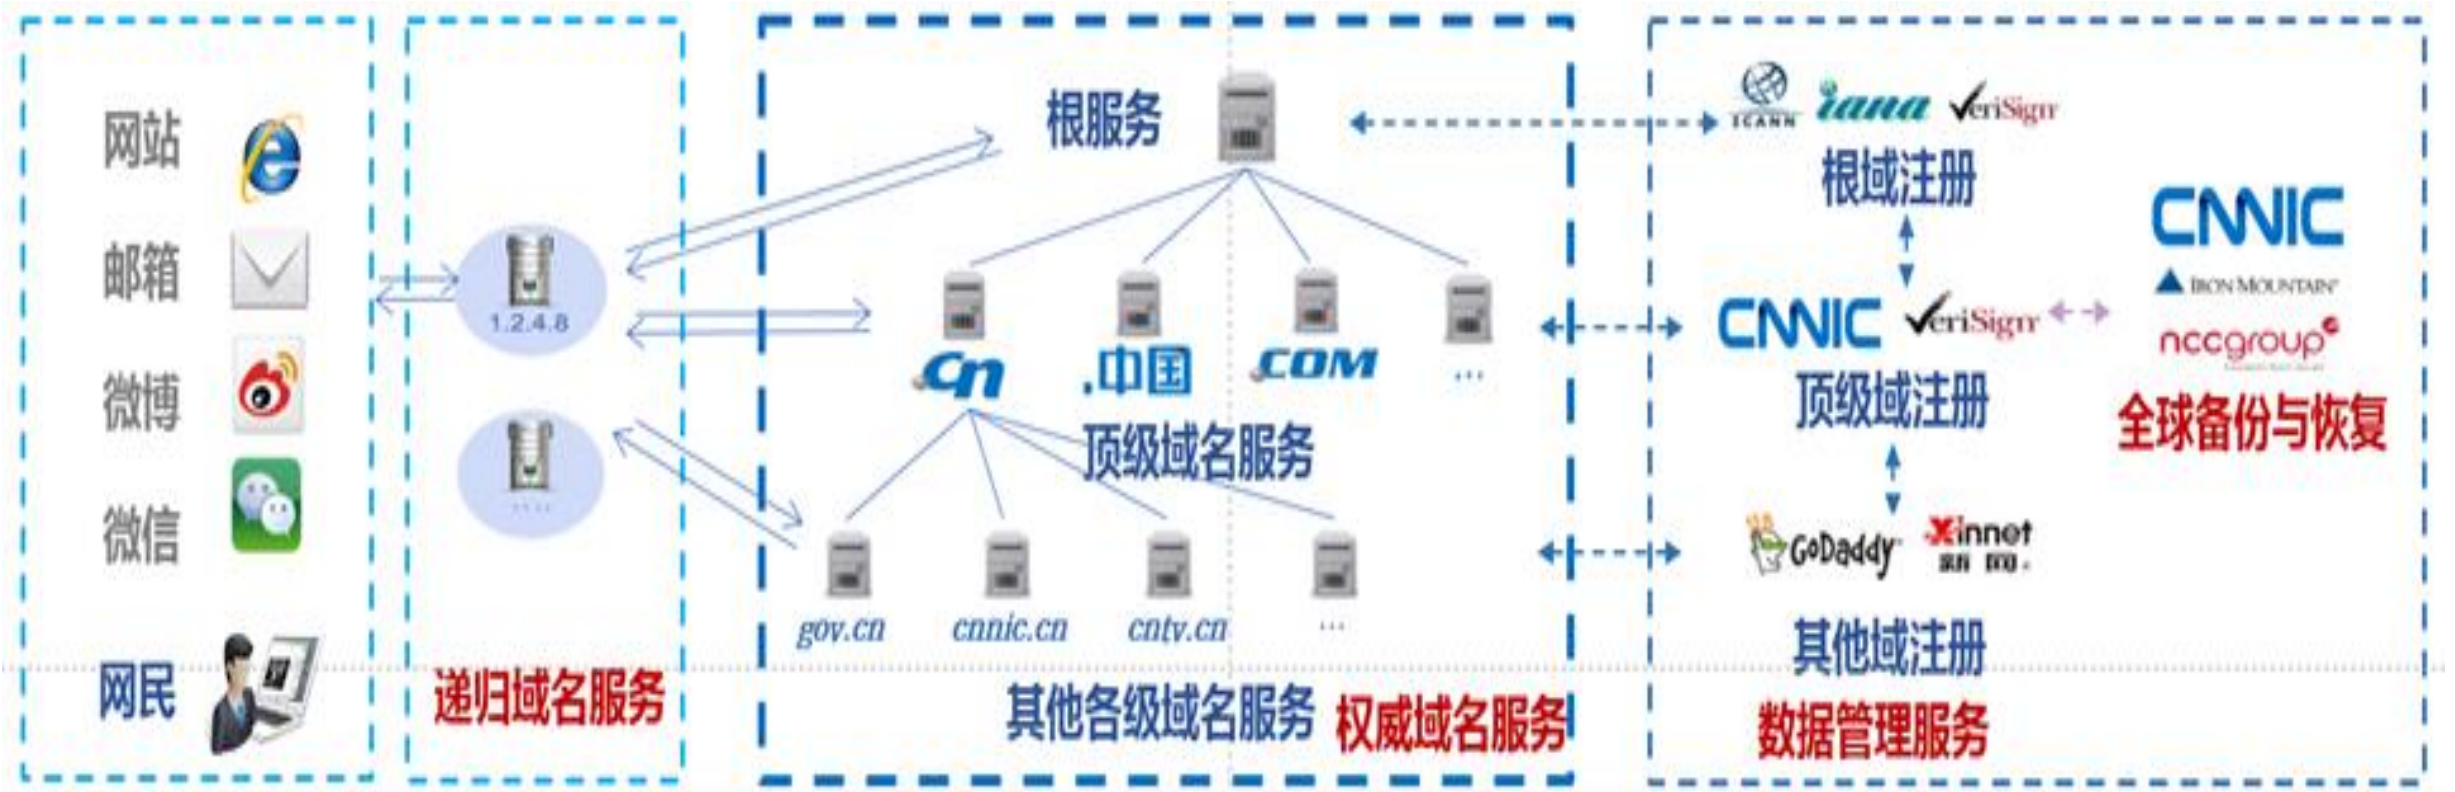 网站
邮箱
微博
微信
网民
1.2.4.8
....
递归域名服务
根服务
.cn
.中国
.COM
...
顶级域名服务
gov.cn
cnnic.cn
cntv.cn
...
其他各级域名服务
权威域名服务
ICANN
iana
VeriSign
根域注册
CNNIC
VeriSign
顶级域注册
GoDaddy
Xinnet
新网
其他域注册
数据管理服务
CNNIC
IRON MOUNTAIN
nccgroup
全球备份与恢复